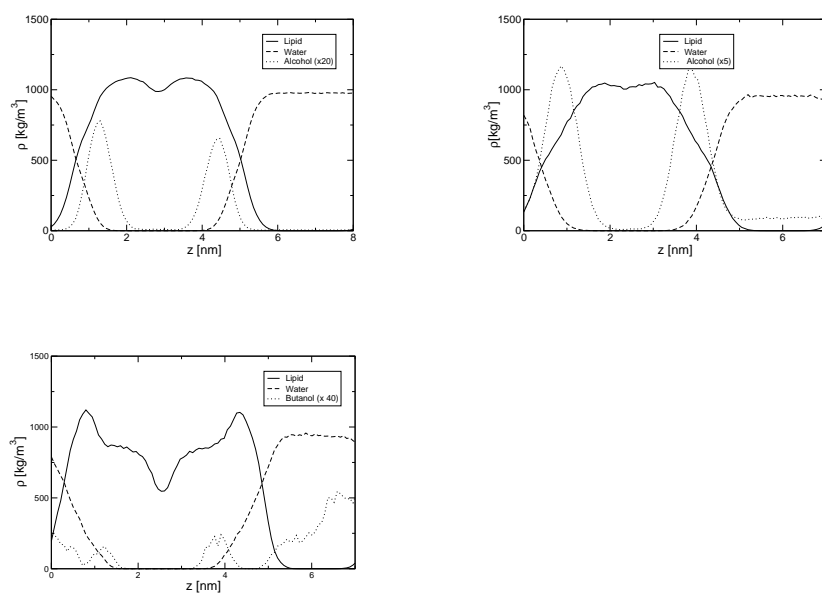 1500
1000
500
0
ρ [kg/m³]
0 2 4 6 8
z [nm]
Lipid
Water
Alcohol (x20)
1500
1000
500
0
ρ[kg/m³]
0 2 4 6
z [nm]
Lipid
Water
Alcohol (x5)
1500
1000
500
0
ρ [kg/m³]
0 2 4 6
z [nm]
Lipid
Water
Butanol (x 40)